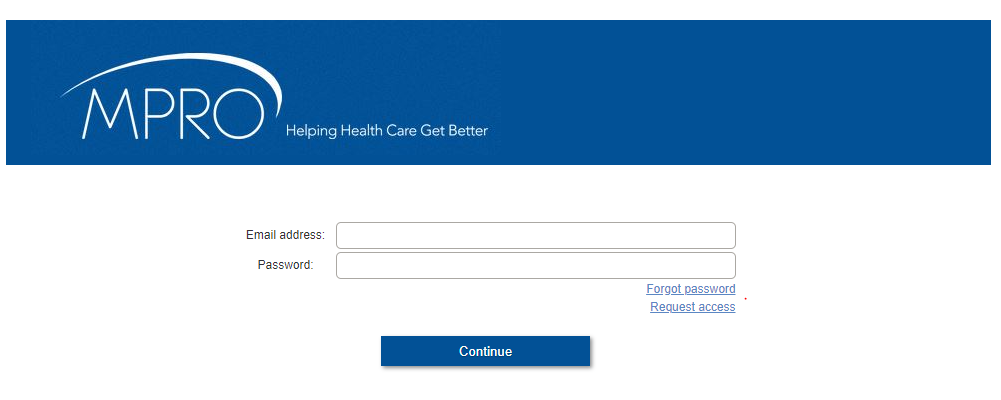 MPRO
Helping Health Care Get Better
Email address:
Password:
Forgot password
Request access
Continue